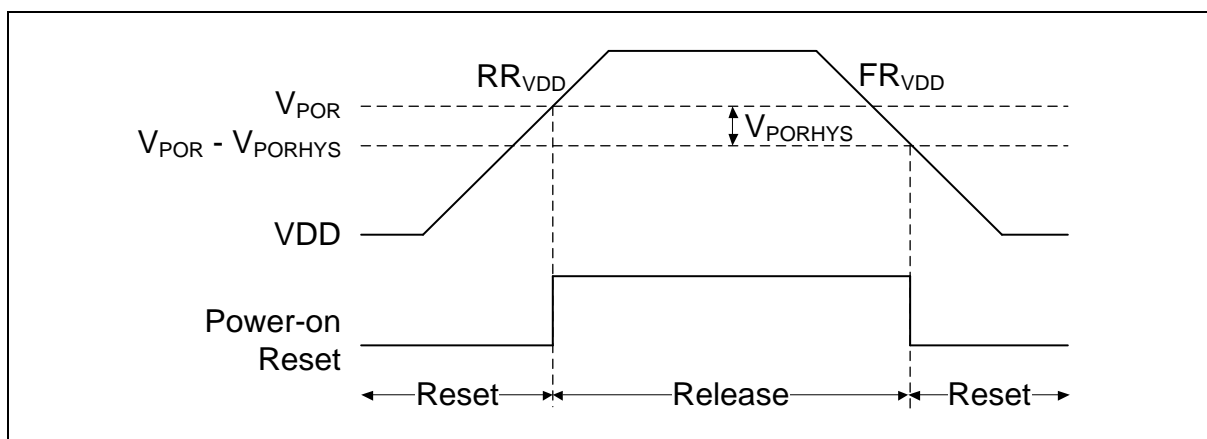 RRVDD
FRVDD
VPOR
VPORHYS
VPOR - VPORHYS
VDD
Power-on
Reset
Reset
Release
Reset